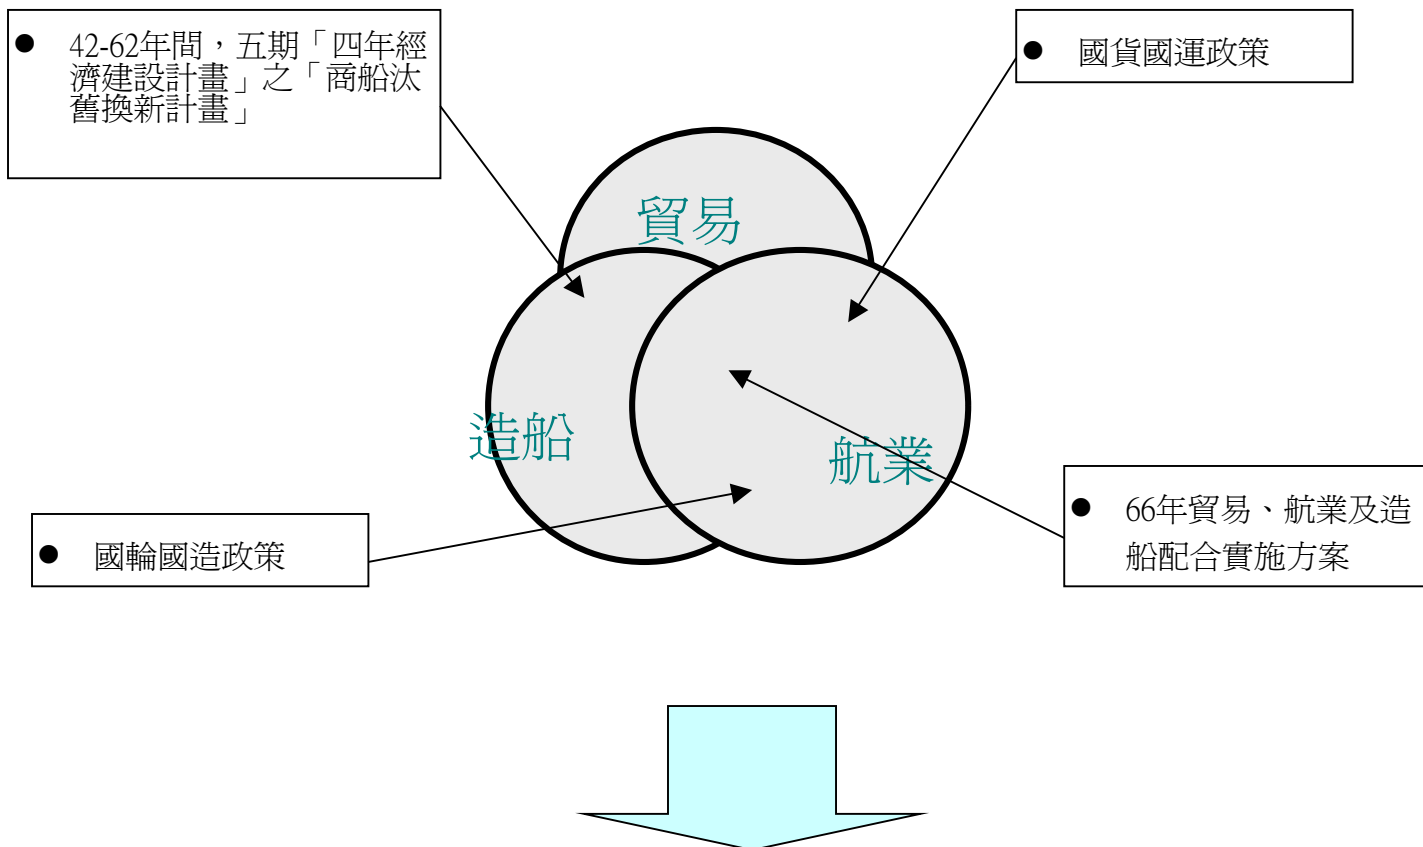 ● 42-62年間，五期「四年經
濟建設計畫」之「商船汰
舊換新計畫」
● 國貨國運政策
貿易
造船
航業
● 國輪國造政策
● 66年貿易、航業及造
船配合實施方案